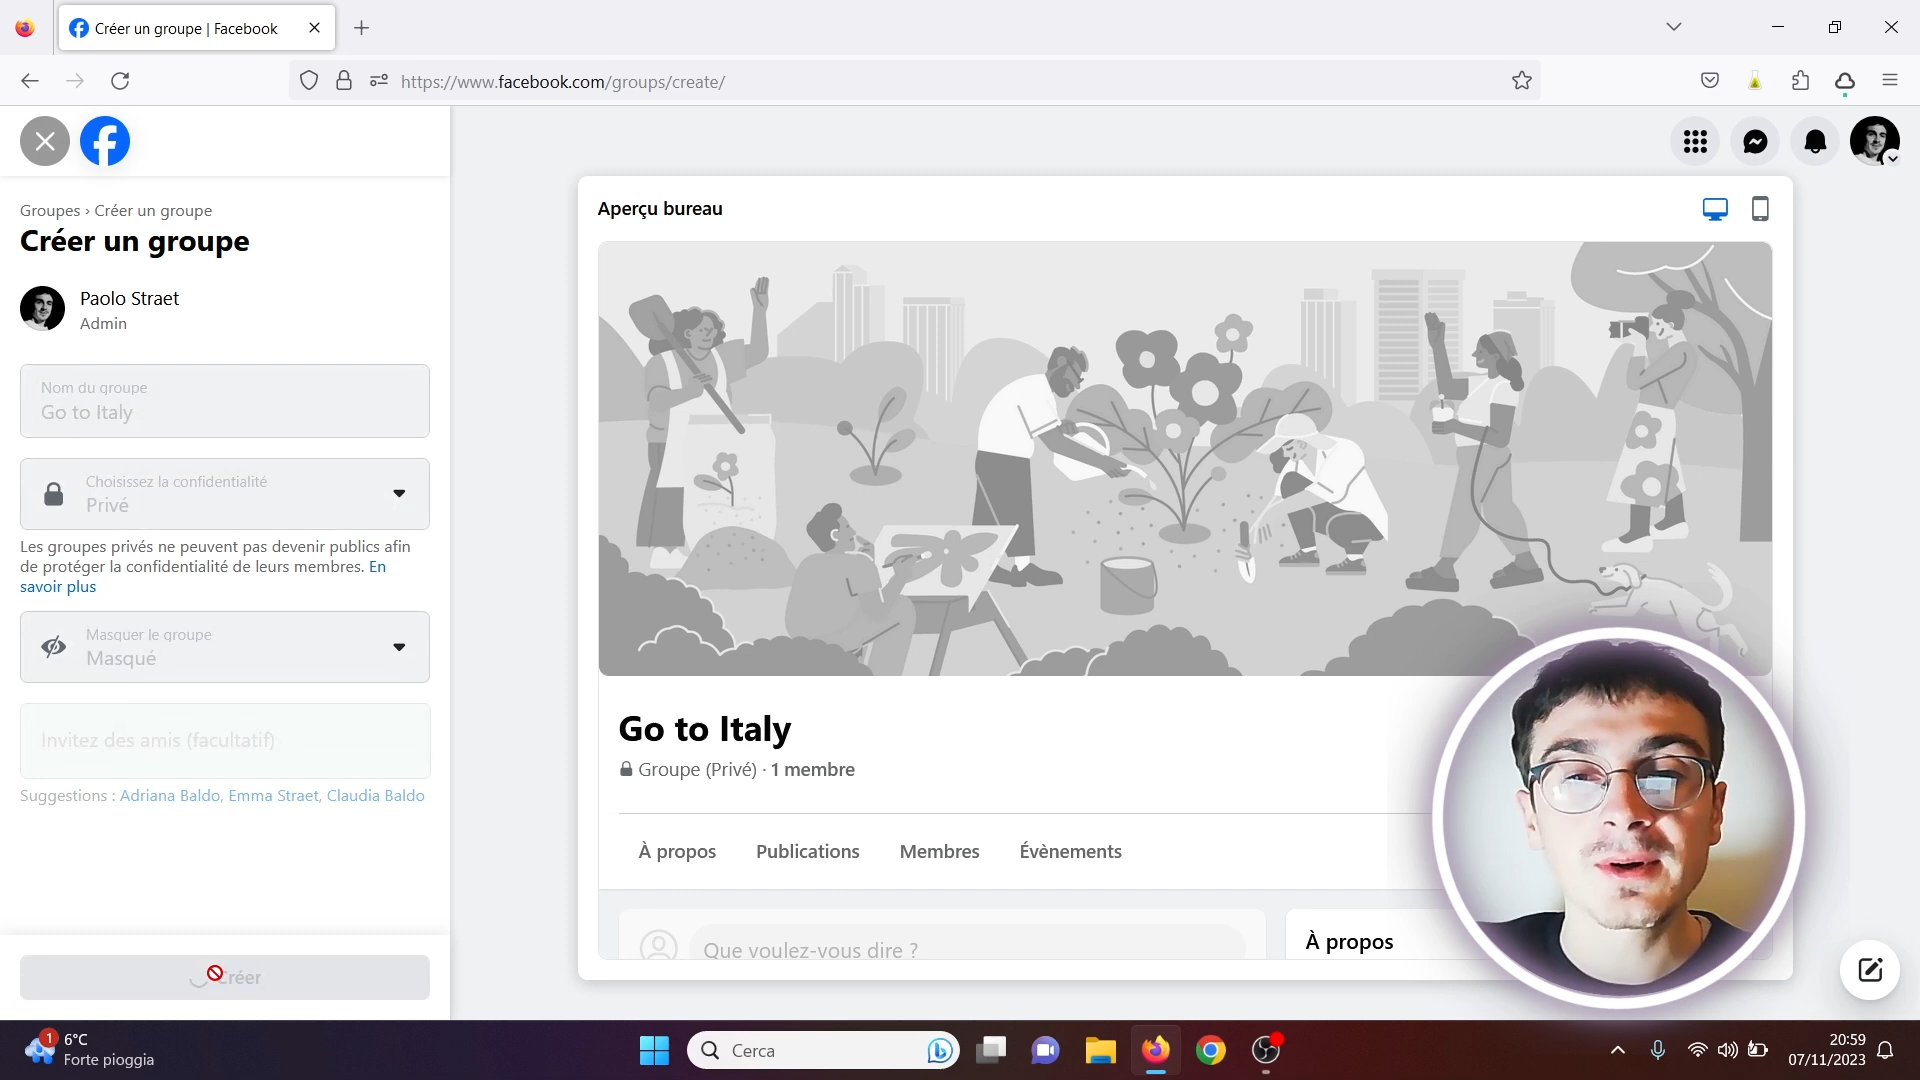 Créer un groupe | Facebook
https://www.facebook.com/groups/create/
Groupes › Créer un groupe
Créer un groupe
Paolo Straet
Admin
Nom du groupe
Go to Italy
Choisissez la confidentialité
Privé
Les groupes privés ne peuvent pas devenir publics afin
de protéger la confidentialité de leurs membres. En
savoir plus
Masquer le groupe
Masqué
Invitez des amis (facultatif)
Suggestions : Adriana Baldo, Emma Straet, Claudia Baldo
Créer
Aperçu bureau
Go to Italy
Groupe (Privé) · 1 membre
À propos
Publications
Membres
Évènements
Que voulez-vous dire ?
À propos
1
6°C
Forte pioggia
Cerca
20:59
07/11/2023